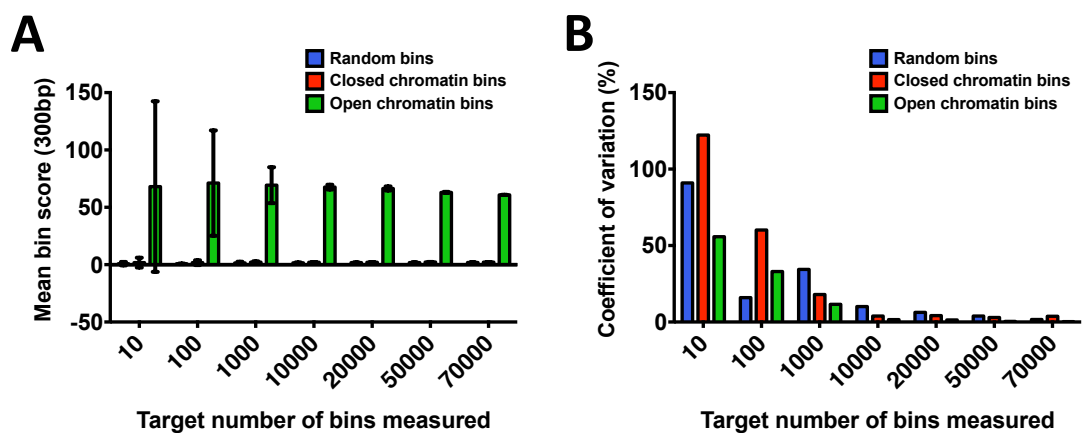 A
Random bins
Closed chromatin bins
Open chromatin bins
Mean bin score (300bp)
150
100
50
0
-50
10
100
1000
10000
20000
50000
70000
Target number of bins measured
B
Random bins
Closed chromatin bins
Open chromatin bins
Coefficient of variation (%)
150
100
50
0
10
100
1000
10000
20000
50000
70000
Target number of bins measured